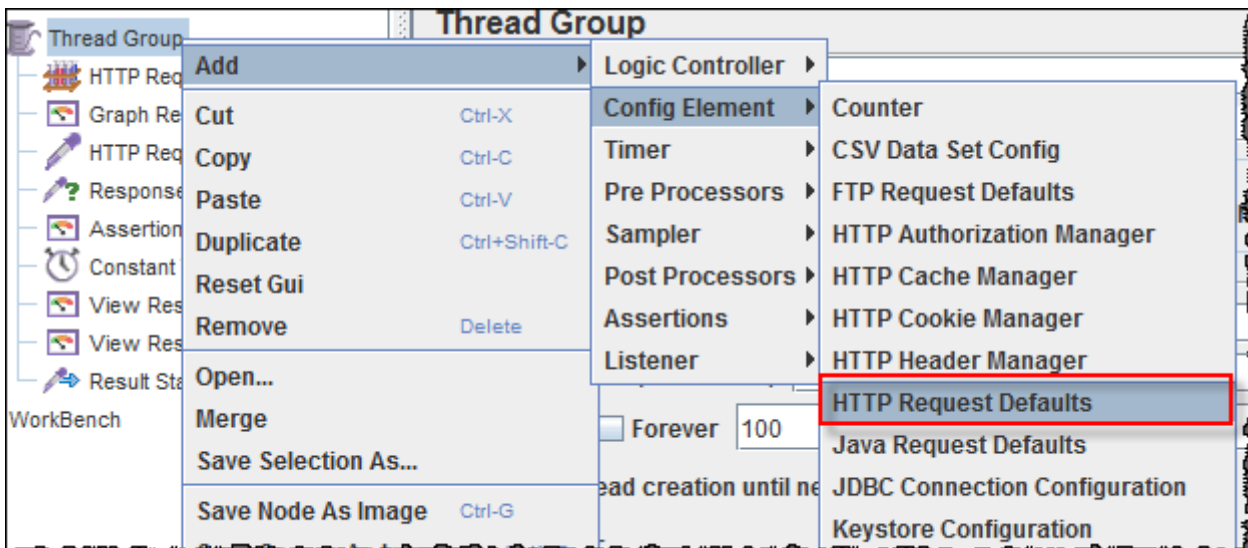 Thread Group
Thread Group
HTTP Req
Graph Re
HTTP Req
Response
Assertion
Constant
View Res
View Res
Result Sta
WorkBench
Add
Cut Ctrl-X
Copy Ctrl-C
Paste Ctrl-V
Duplicate Ctrl+Shift-C
Reset Gui
Remove Delete
Open...
Merge
Save Selection As...
Save Node As Image Ctrl-G
Logic Controller
Config Element
Timer
Pre Processors
Sampler
Post Processors
Assertions
Listener
Counter
CSV Data Set Config
FTP Request Defaults
HTTP Authorization Manager
HTTP Cache Manager
HTTP Cookie Manager
HTTP Header Manager
HTTP Request Defaults
Java Request Defaults
JDBC Connection Configuration
Keystore Configuration
Forever 100
ead creation until ne